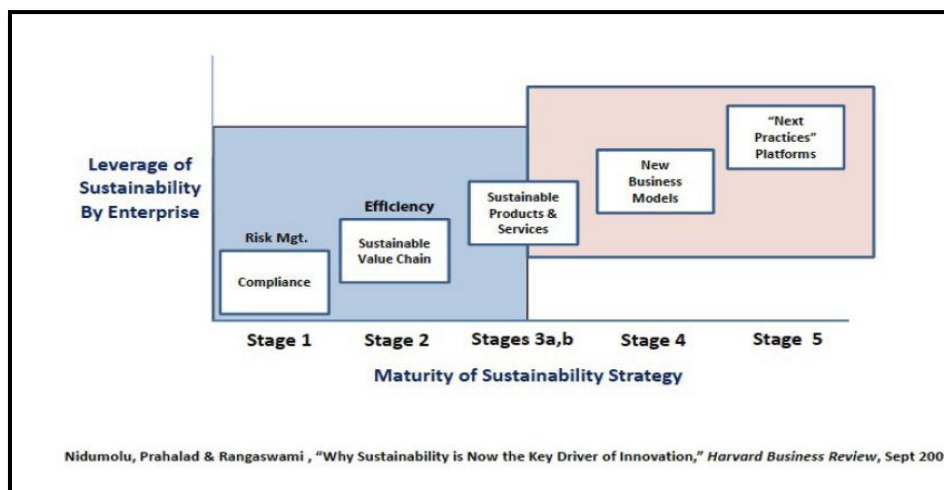 Leverage of
Sustainability
By Enterprise
Risk Mgt.
Compliance
Efficiency
Sustainable
Value Chain
Sustainable
Products &
Services
New
Business
Models
“Next
Practices”
Platforms
Stage 1
Stage 2
Stages 3a,b
Stage 4
Stage 5
Maturity of Sustainability Strategy
Nidumolu, Prahalad & Rangaswami , “Why Sustainability is Now the Key Driver of Innovation,” Harvard Business Review, Sept 200